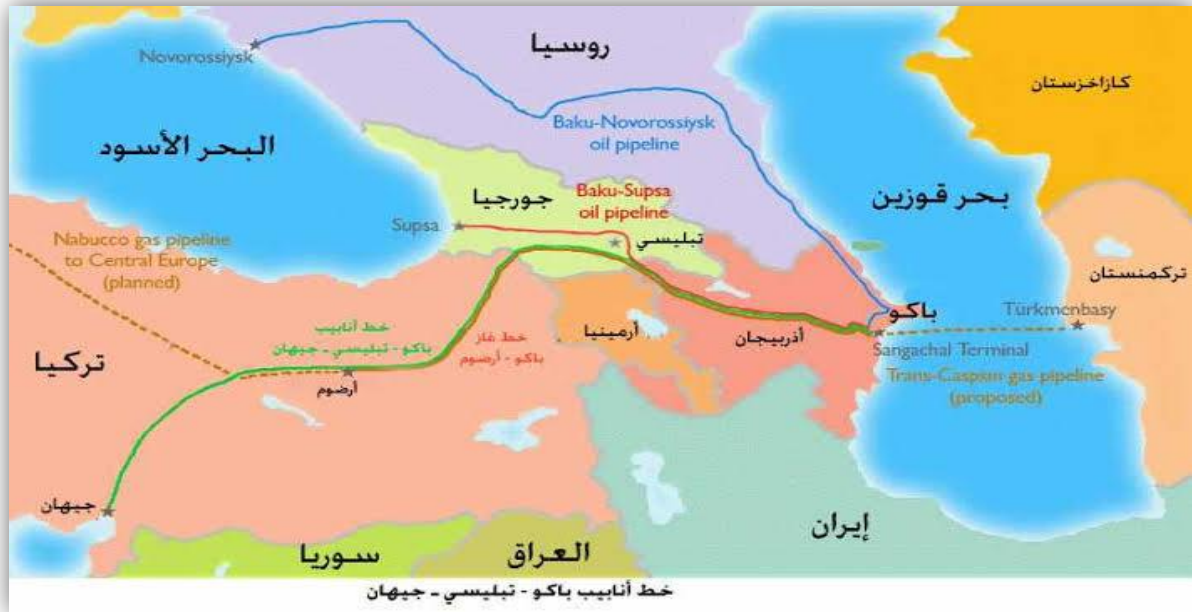 روسيا
Novorossiysk
كازاخزستان
Baku-Novorossiysk
oil pipeline
البحر الأسود
جورجيا
Baku-Supsa
oil pipeline
بحر قوزين
Supsa
تبليسي
Nabucco gas pipeline
to Central Europe
(planned)
تركمنستان
باكو
Türkmenbasy
خط أنابيب
باكو - تبليسي - جيهان
خط غاز
باكو - أرضوم
أرمينيا
أذربيجان
Sangachal Terminal
Trans-Caspian gas pipeline
(proposed)
تركيا
أرضوم
جيهان
سوريا
العراق
إيران
خط أنابيب باكو - تبليسي - جيهان